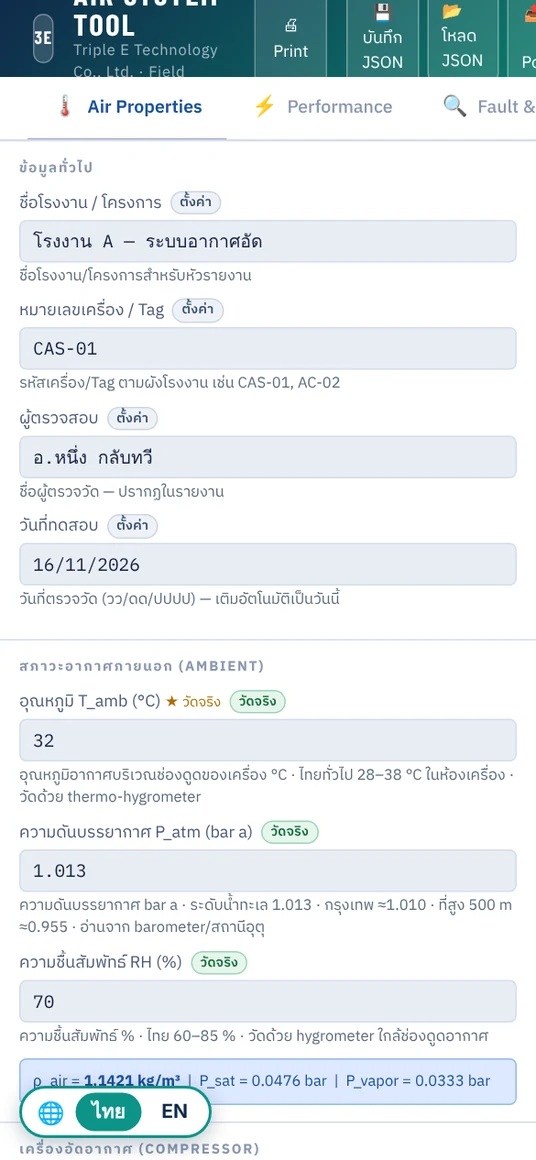 AIR SYSTEM
TOOL
3E
Triple E Technology
Co., Ltd. · Field
Print
บันทึก
JSON
โหลด
JSON
Air Properties
Performance
Fault &
ข้อมูลทั่วไป
ชื่อโรงงาน / โครงการ ตั้งค่า
โรงงาน A — ระบบอากาศอัด
ชื่อโรงงาน/โครงการสำหรับหัวรายงาน
หมายเลขเครื่อง / Tag ตั้งค่า
CAS-01
รหัสเครื่อง/Tag ตามผังโรงงาน เช่น CAS-01, AC-02
ผู้ตรวจสอบ ตั้งค่า
อ.หนึ่ง กลับทวี
ชื่อผู้ตรวจวัด — ปรากฏในรายงาน
วันที่ทดสอบ ตั้งค่า
16/11/2026
วันที่ตรวจวัด (วว/ดด/ปปปป) — เติมอัตโนมัติเป็นวันนี้
สภาวะอากาศภายนอก (AMBIENT)
อุณหภูมิ T_amb (°C) ★ วัดจริง วัดจริง
32
อุณหภูมิอากาศบริเวณช่องดูดของเครื่อง °C · ไทยทั่วไป 28–38 °C ในห้องเครื่อง ·
วัดด้วย thermo-hygrometer
ความดันบรรยากาศ P_atm (bar a) วัดจริง
1.013
ความดันบรรยากาศ bar a · ระดับน้ำทะเล 1.013 · กรุงเทพ ≈1.010 · ที่สูง 500 m
≈0.955 · อ่านจาก barometer/สถานีอุตุ
ความชื้นสัมพัทธ์ RH (%) วัดจริง
70
ความชื้นสัมพัทธ์ % · ไทย 60–85 % · วัดด้วย hygrometer ใกล้ช่องดูดอากาศ
ρ_air = 1.1421 kg/m³ | P_sat = 0.0476 bar | P_vapor = 0.0333 bar
ไทย EN
เครื่องอัดอากาศ (COMPRESSOR)